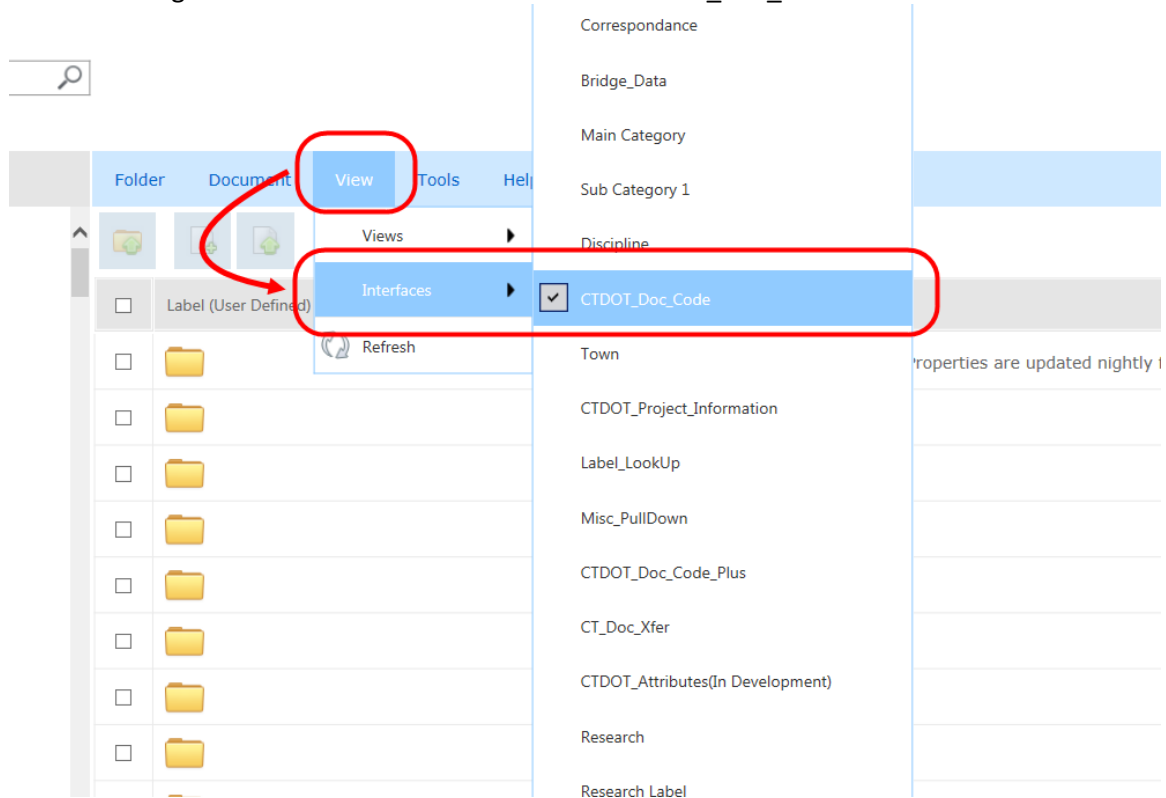 Correspondance
Bridge_Data
Main Category
Sub Category 1
Discipline
CTDOT_Doc_Code
Town
CTDOT_Project_Information
Label_LookUp
Misc_PullDown
CTDOT_Doc_Code_Plus
CT_Doc_Xfer
CTDOT_Attributes(In Development)
Research
Research Label
Folder Document View Tools
Views
Interfaces
Refresh
Label (User Defined)
Properties are updated nightly